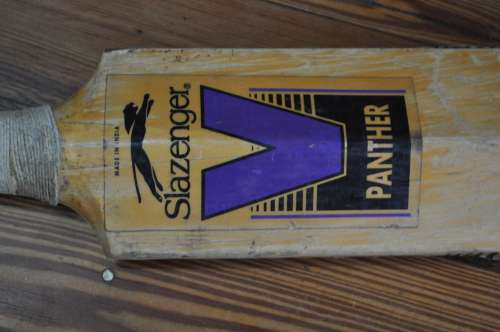 MADE IN INDIA
Slazenger®
V
PANTHER